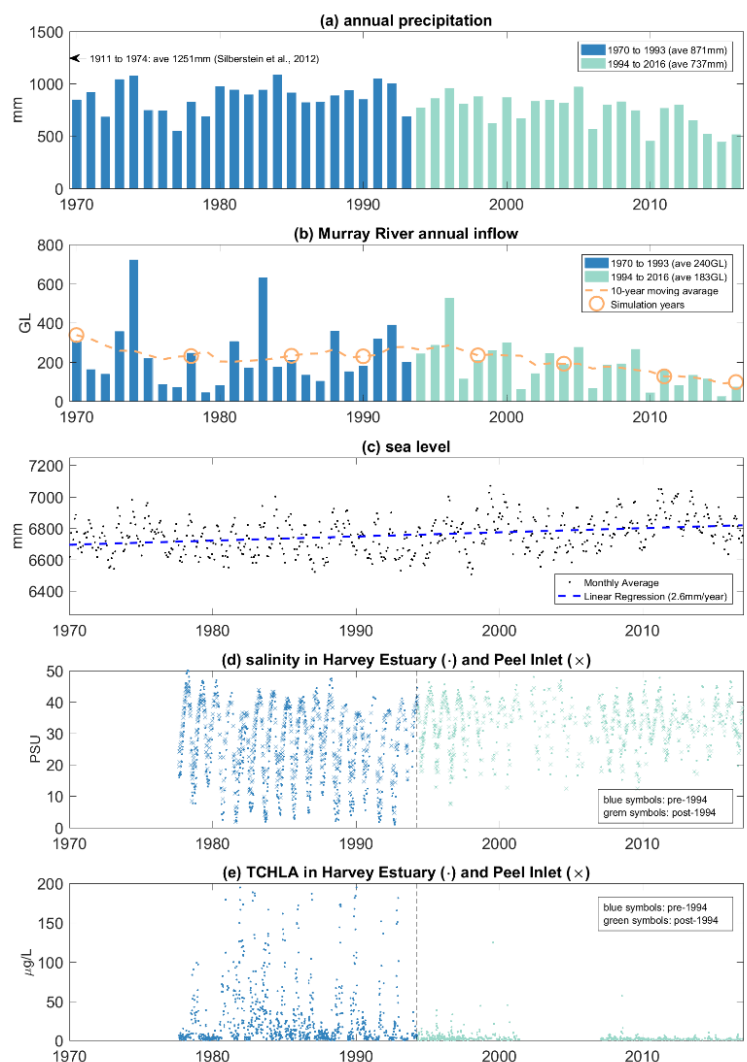 (a) annual precipitation
1500
1000
500
0
mm
1911 to 1974: ave 1251mm (Silberstein et al., 2012)
1970 to 1993 (ave 871mm)
1994 to 2016 (ave 737mm)
1970 1980 1990 2000 2010
(b) Murray River annual inflow
800
600
400
200
0
GL
1970 to 1993 (ave 240GL)
1994 to 2016 (ave 183GL)
10-year moving avarage
Simulation years
1970 1980 1990 2000 2010
(c) sea level
7200
7000
6800
6600
6400
mm
Monthly Average
Linear Regression (2.6mm/year)
1970 1980 1990 2000 2010
(d) salinity in Harvey Estuary (·) and Peel Inlet (×)
50
40
30
20
10
0
PSU
blue symbols: pre-1994
gren symbols: post-1994
1970 1980 1990 2000 2010
(e) TCHLA in Harvey Estuary (·) and Peel Inlet (×)
200
150
100
50
0
μg/L
blue symbols: pre-1994
green symbols: post-1994
1970 1980 1990 2000 2010